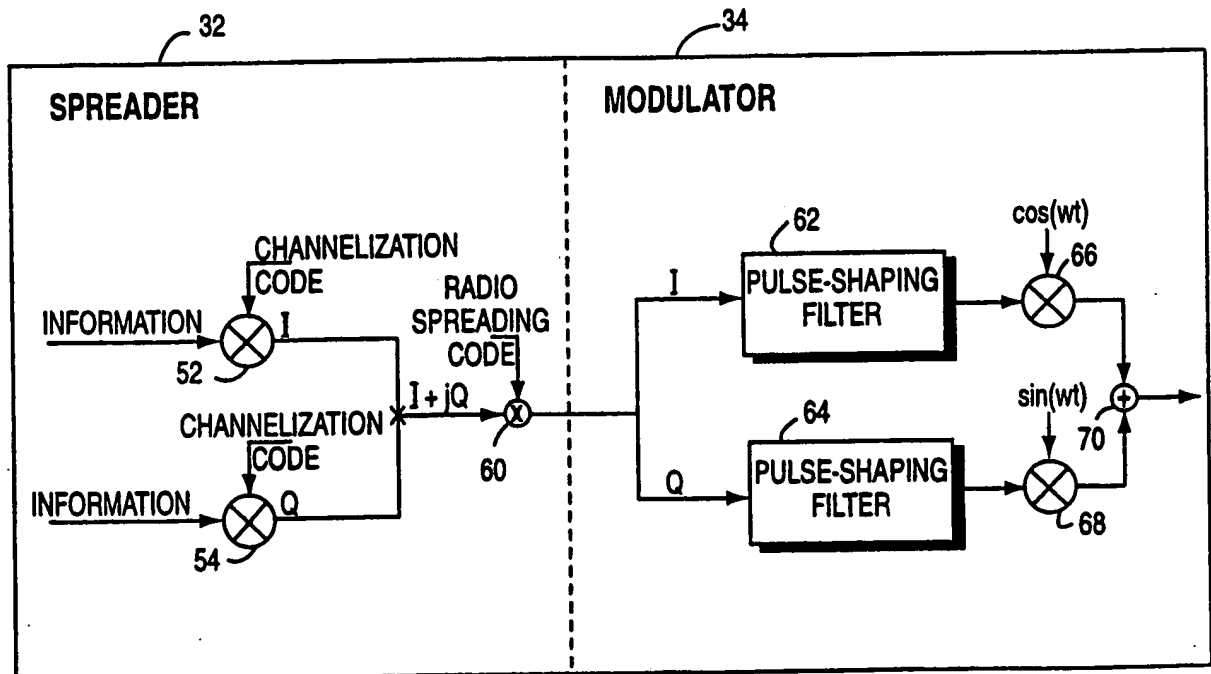 32
34
SPREADER
MODULATOR
CHANNELIZATION
CODE
INFORMATION
I
52
RADIO
SPREADING
CODE
I + jQ
60
CHANNELIZATION
CODE
INFORMATION
Q
54
I
62
PULSE-SHAPING
FILTER
cos(wt)
66
Q
64
PULSE-SHAPING
FILTER
sin(wt)
68
70